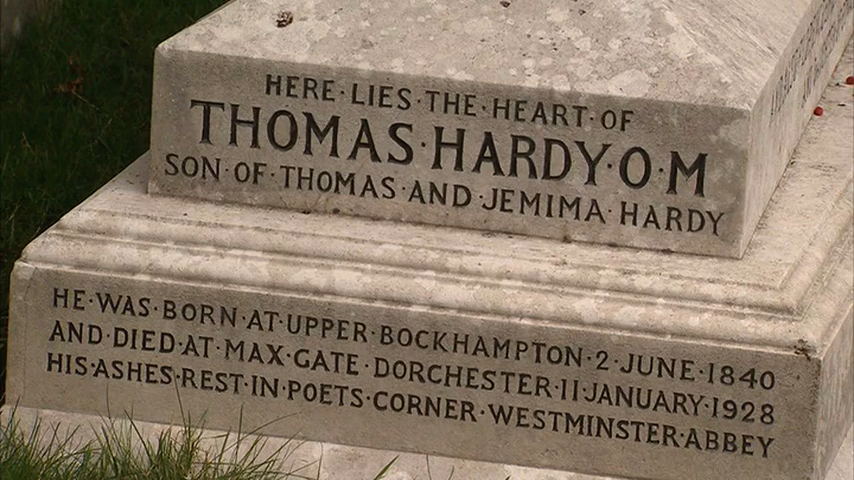 HERE·LIES·THE·HEART·OF
THOMAS·HARDY·O·M
SON·OF·THOMAS·AND·JEMIMA·HARDY
HE·WAS·BORN·AT·UPPER·BOCKHAMPTON·2·JUNE·1840
AND·DIED·AT·MAX·GATE·DORCHESTER·11·JANUARY·1928
HIS·ASHES·REST·IN·POETS·CORNER·WESTMINSTER·ABBEY